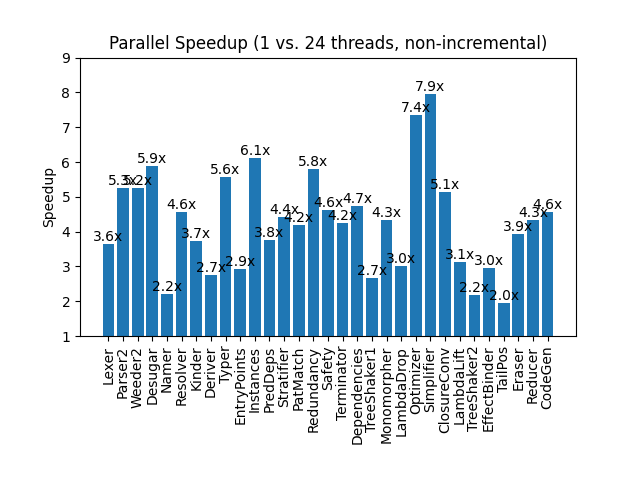 Parallel Speedup (1 vs. 24 threads, non-incremental)
Speedup
9
8
7
6
5
4
3
2
1
3.6x
5.3x
5.2x
5.9x
2.2x
4.6x
3.7x
2.7x
5.6x
2.9x
6.1x
3.8x
4.4x
4.2x
5.8x
4.6x
4.2x
4.7x
2.7x
4.3x
3.0x
7.4x
7.9x
5.1x
3.1x
2.2x
3.0x
2.0x
3.9x
4.3x
4.6x
Lexer
Parser2
Weeder2
Desugar
Namer
Resolver
Kinder
Deriver
Typer
EntryPoints
Instances
PredDeps
Stratifier
PatMatch
Redundancy
Safety
Terminator
Dependencies
TreeShaker1
Monomorpher
LambdaDrop
Optimizer
Simplifier
ClosureConv
LambdaLift
TreeShaker2
EffectBinder
TailPos
Eraser
Reducer
CodeGen